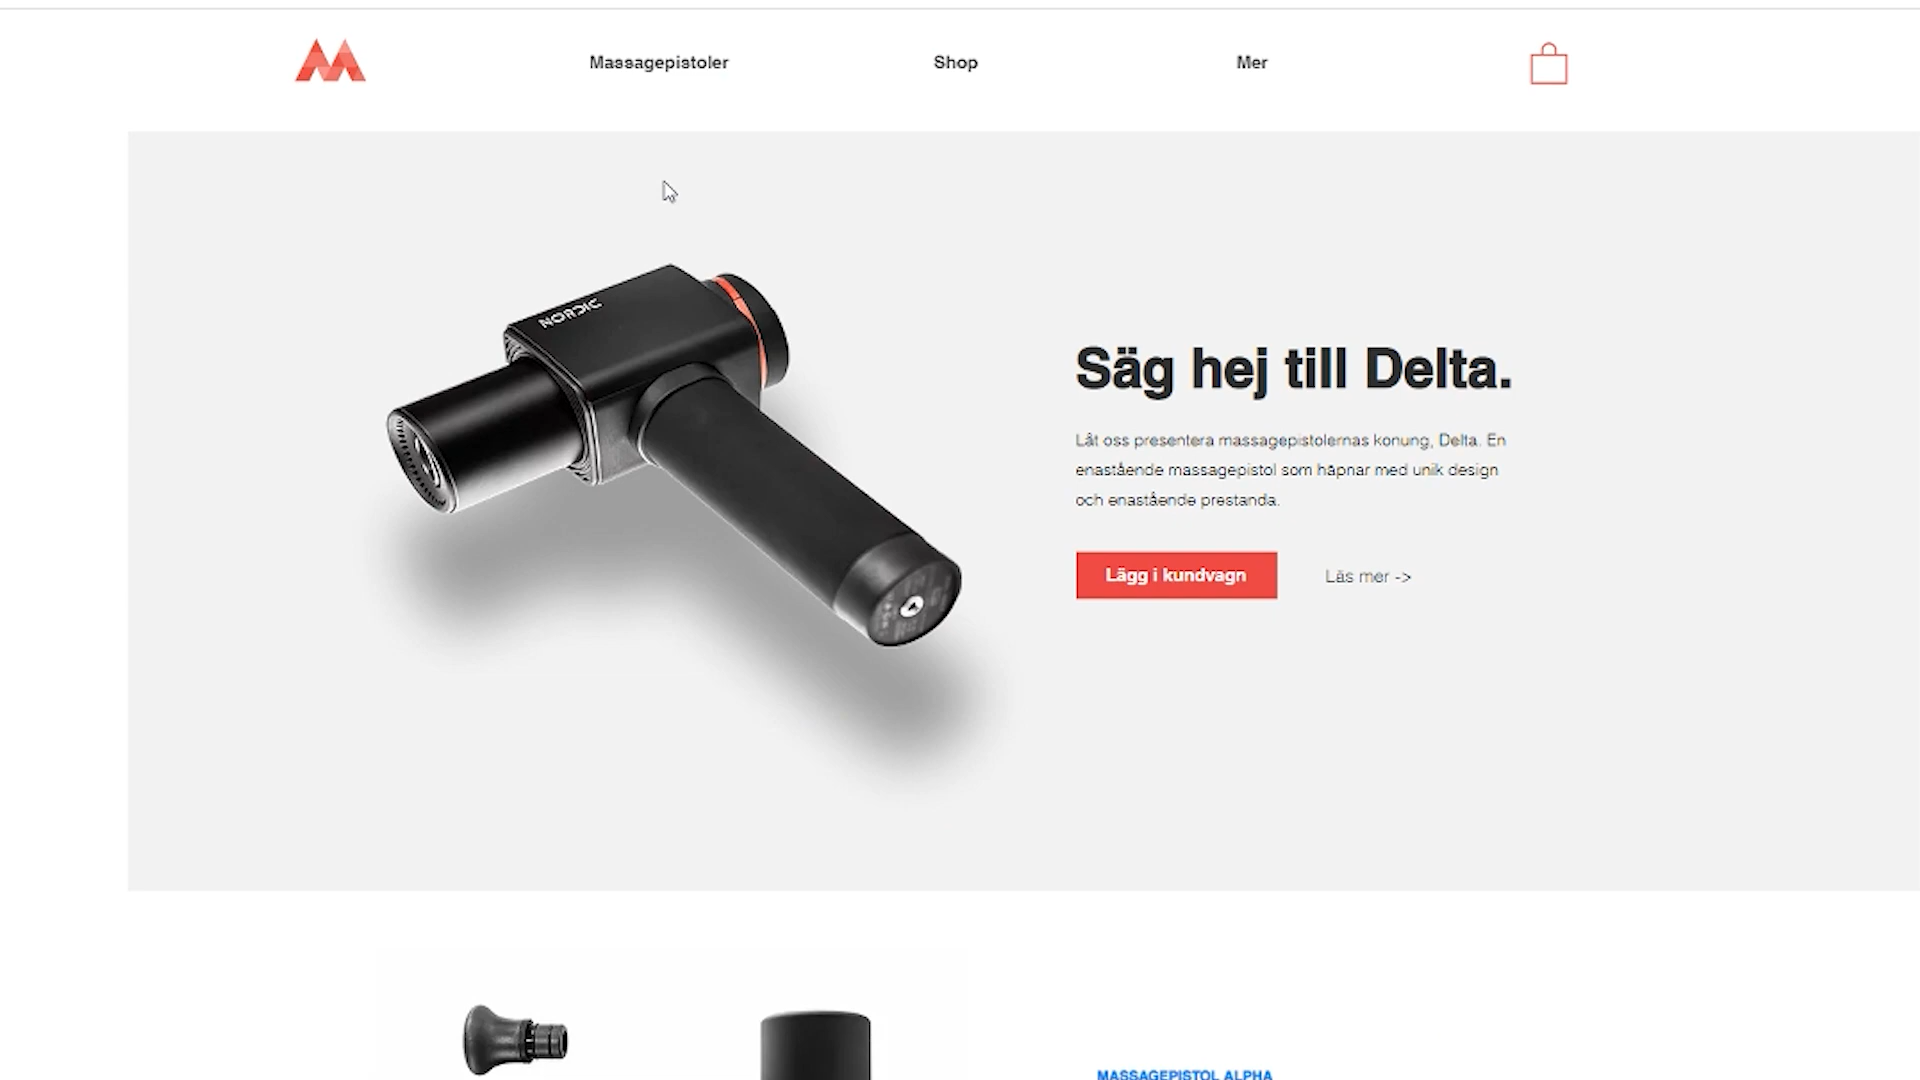 Massagepistoler
Shop
Mer
NORDIC
Säg hej till Delta.
Låt oss presentera massagepistolernas konung, Delta. En
enastående massagepistol som häpnar med unik design
och enastående prestanda.
Lägg i kundvagn
Läs mer ->
MASSAGEPISTOL ALPHA